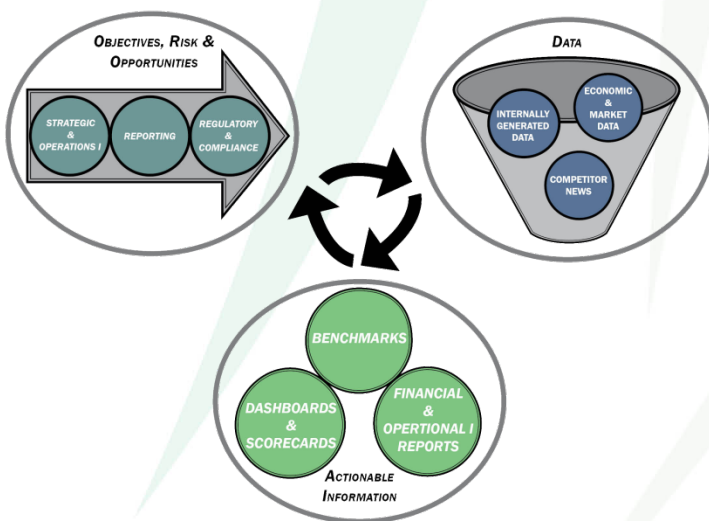 OBJECTIVES, RISK &
OPPORTUNITIES
STRATEGIC
&
OPERATIONS I
REPORTING
REGULATORY
&
COMPLIANCE
DATA
INTERNALLY
GENERATED
DATA
ECONOMIC
&
MARKET
DATA
COMPETITOR
NEWS
BENCHMARKS
DASHBOARDS
&
SCORECARDS
FINANCIAL
&
OPERTIONAL I
REPORTS
ACTIONABLE
INFORMATION